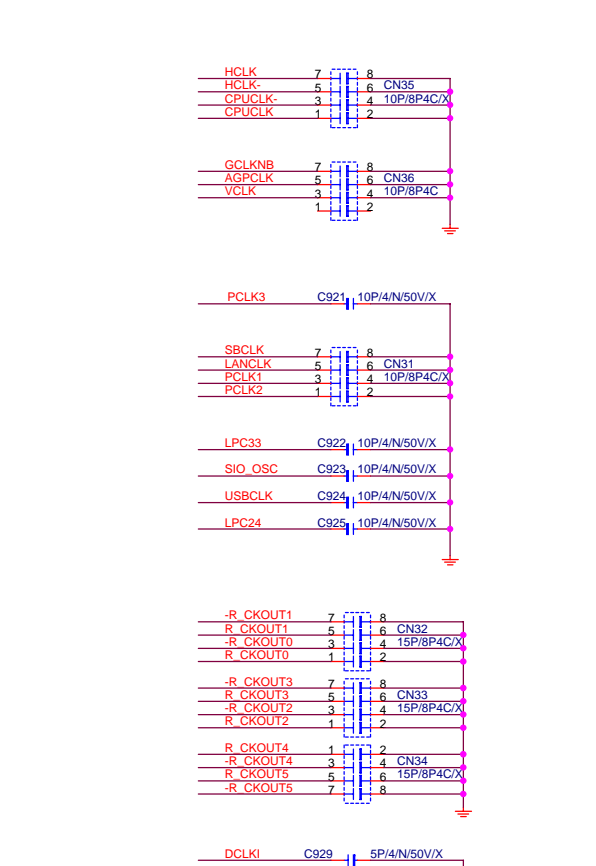 HCLK 7 8
HCLK- 5 6 CN35
CPUCLK- 3 4 10P/8P4C/X
CPUCLK 1 2
GCLKNB 7 8
AGPCLK 5 6 CN36
VCLK 3 4 10P/8P4C
1 2
PCLK3 C921 10P/4/N/50V/X
SBCLK 7 8
LANCLK 5 6 CN31
PCLK1 3 4 10P/8P4C/X
PCLK2 1 2
LPC33 C922 10P/4/N/50V/X
SIO_OSC C923 10P/4/N/50V/X
USBCLK C924 10P/4/N/50V/X
LPC24 C925 10P/4/N/50V/X
-R_CKOUT1 7 8
R_CKOUT1 5 6 CN32
-R_CKOUT0 3 4 15P/8P4C/X
R_CKOUT0 1 2
-R_CKOUT3 7 8
R_CKOUT3 5 6 CN33
-R_CKOUT2 3 4 15P/8P4C/X
R_CKOUT2 1 2
R_CKOUT4 1 2
-R_CKOUT4 3 4 CN34
R_CKOUT5 5 6 15P/8P4C/X
-R_CKOUT5 7 8
DCLKI C929 5P/4/N/50V/X